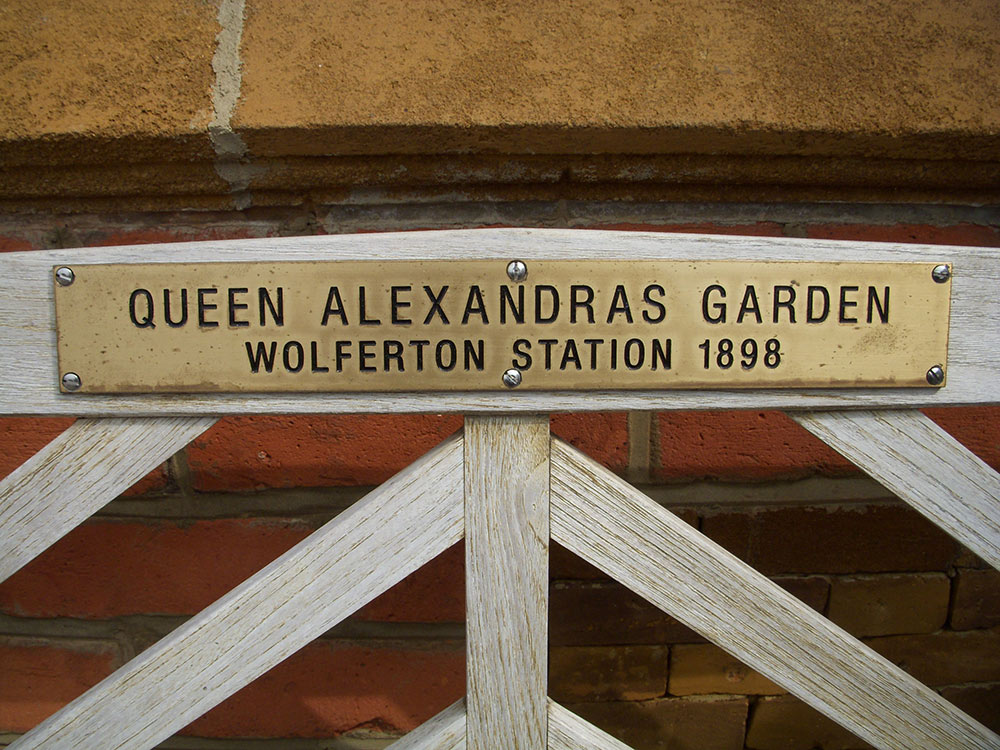 QUEEN ALEXANDRAS GARDEN
WOLFERTON STATION 1898